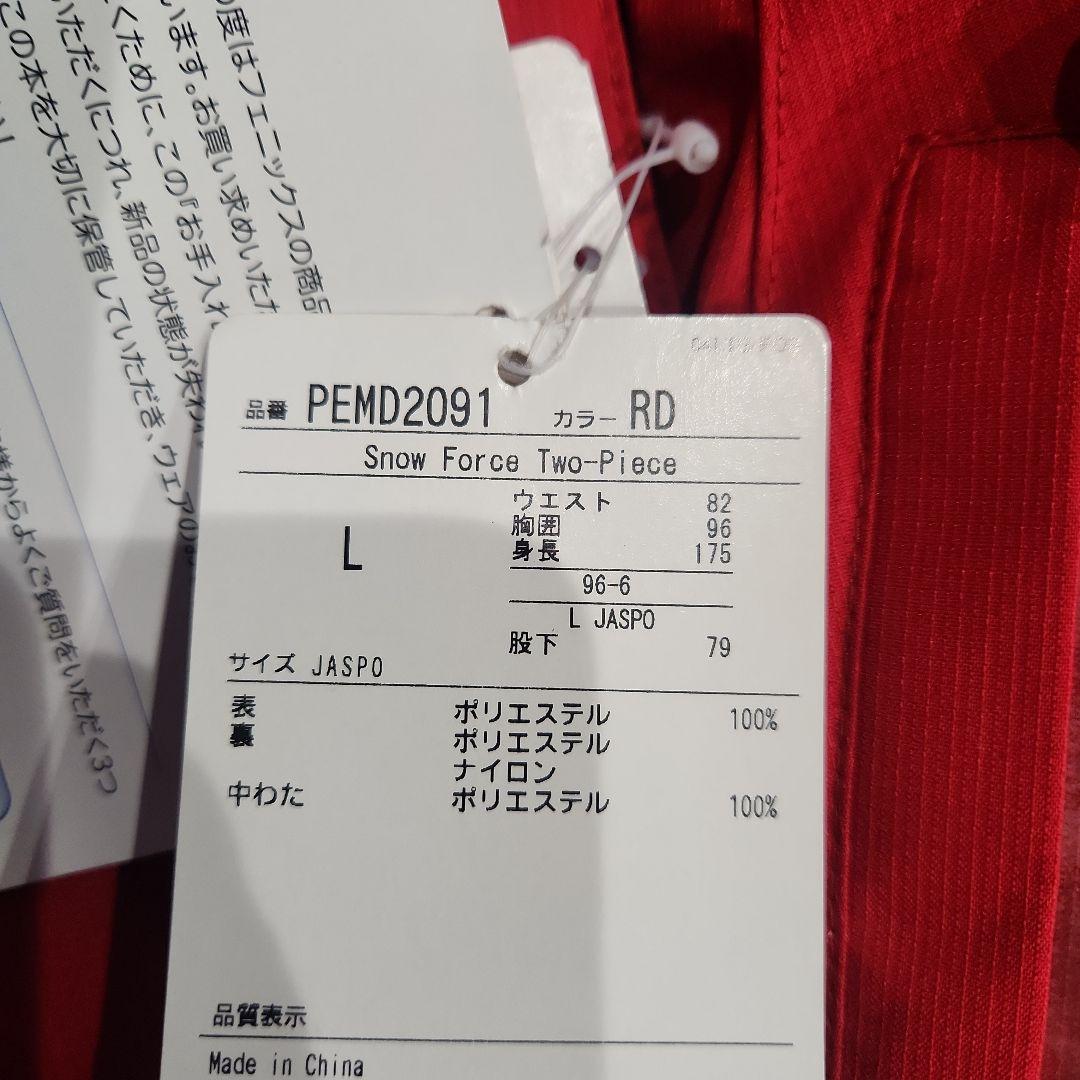 の度はフェニックスの商品
います。お買い求めいただ
くために、この『お手入れ
いただくにつれ、新品の状態が失われ
この本を大切に保管していただき、ウェアの
様からよくご質問をいただく3つ
品番 PEMD2091 カラー RD
Snow Force Two-Piece
L
ウエスト 82
胸囲 96
身長 175
96-6
L JASPO
股下 79
サイズ JASPO
表 ポリエステル 100%
裏 ポリエステル
ナイロン
中わた ポリエステル 100%
品質表示
Made in China